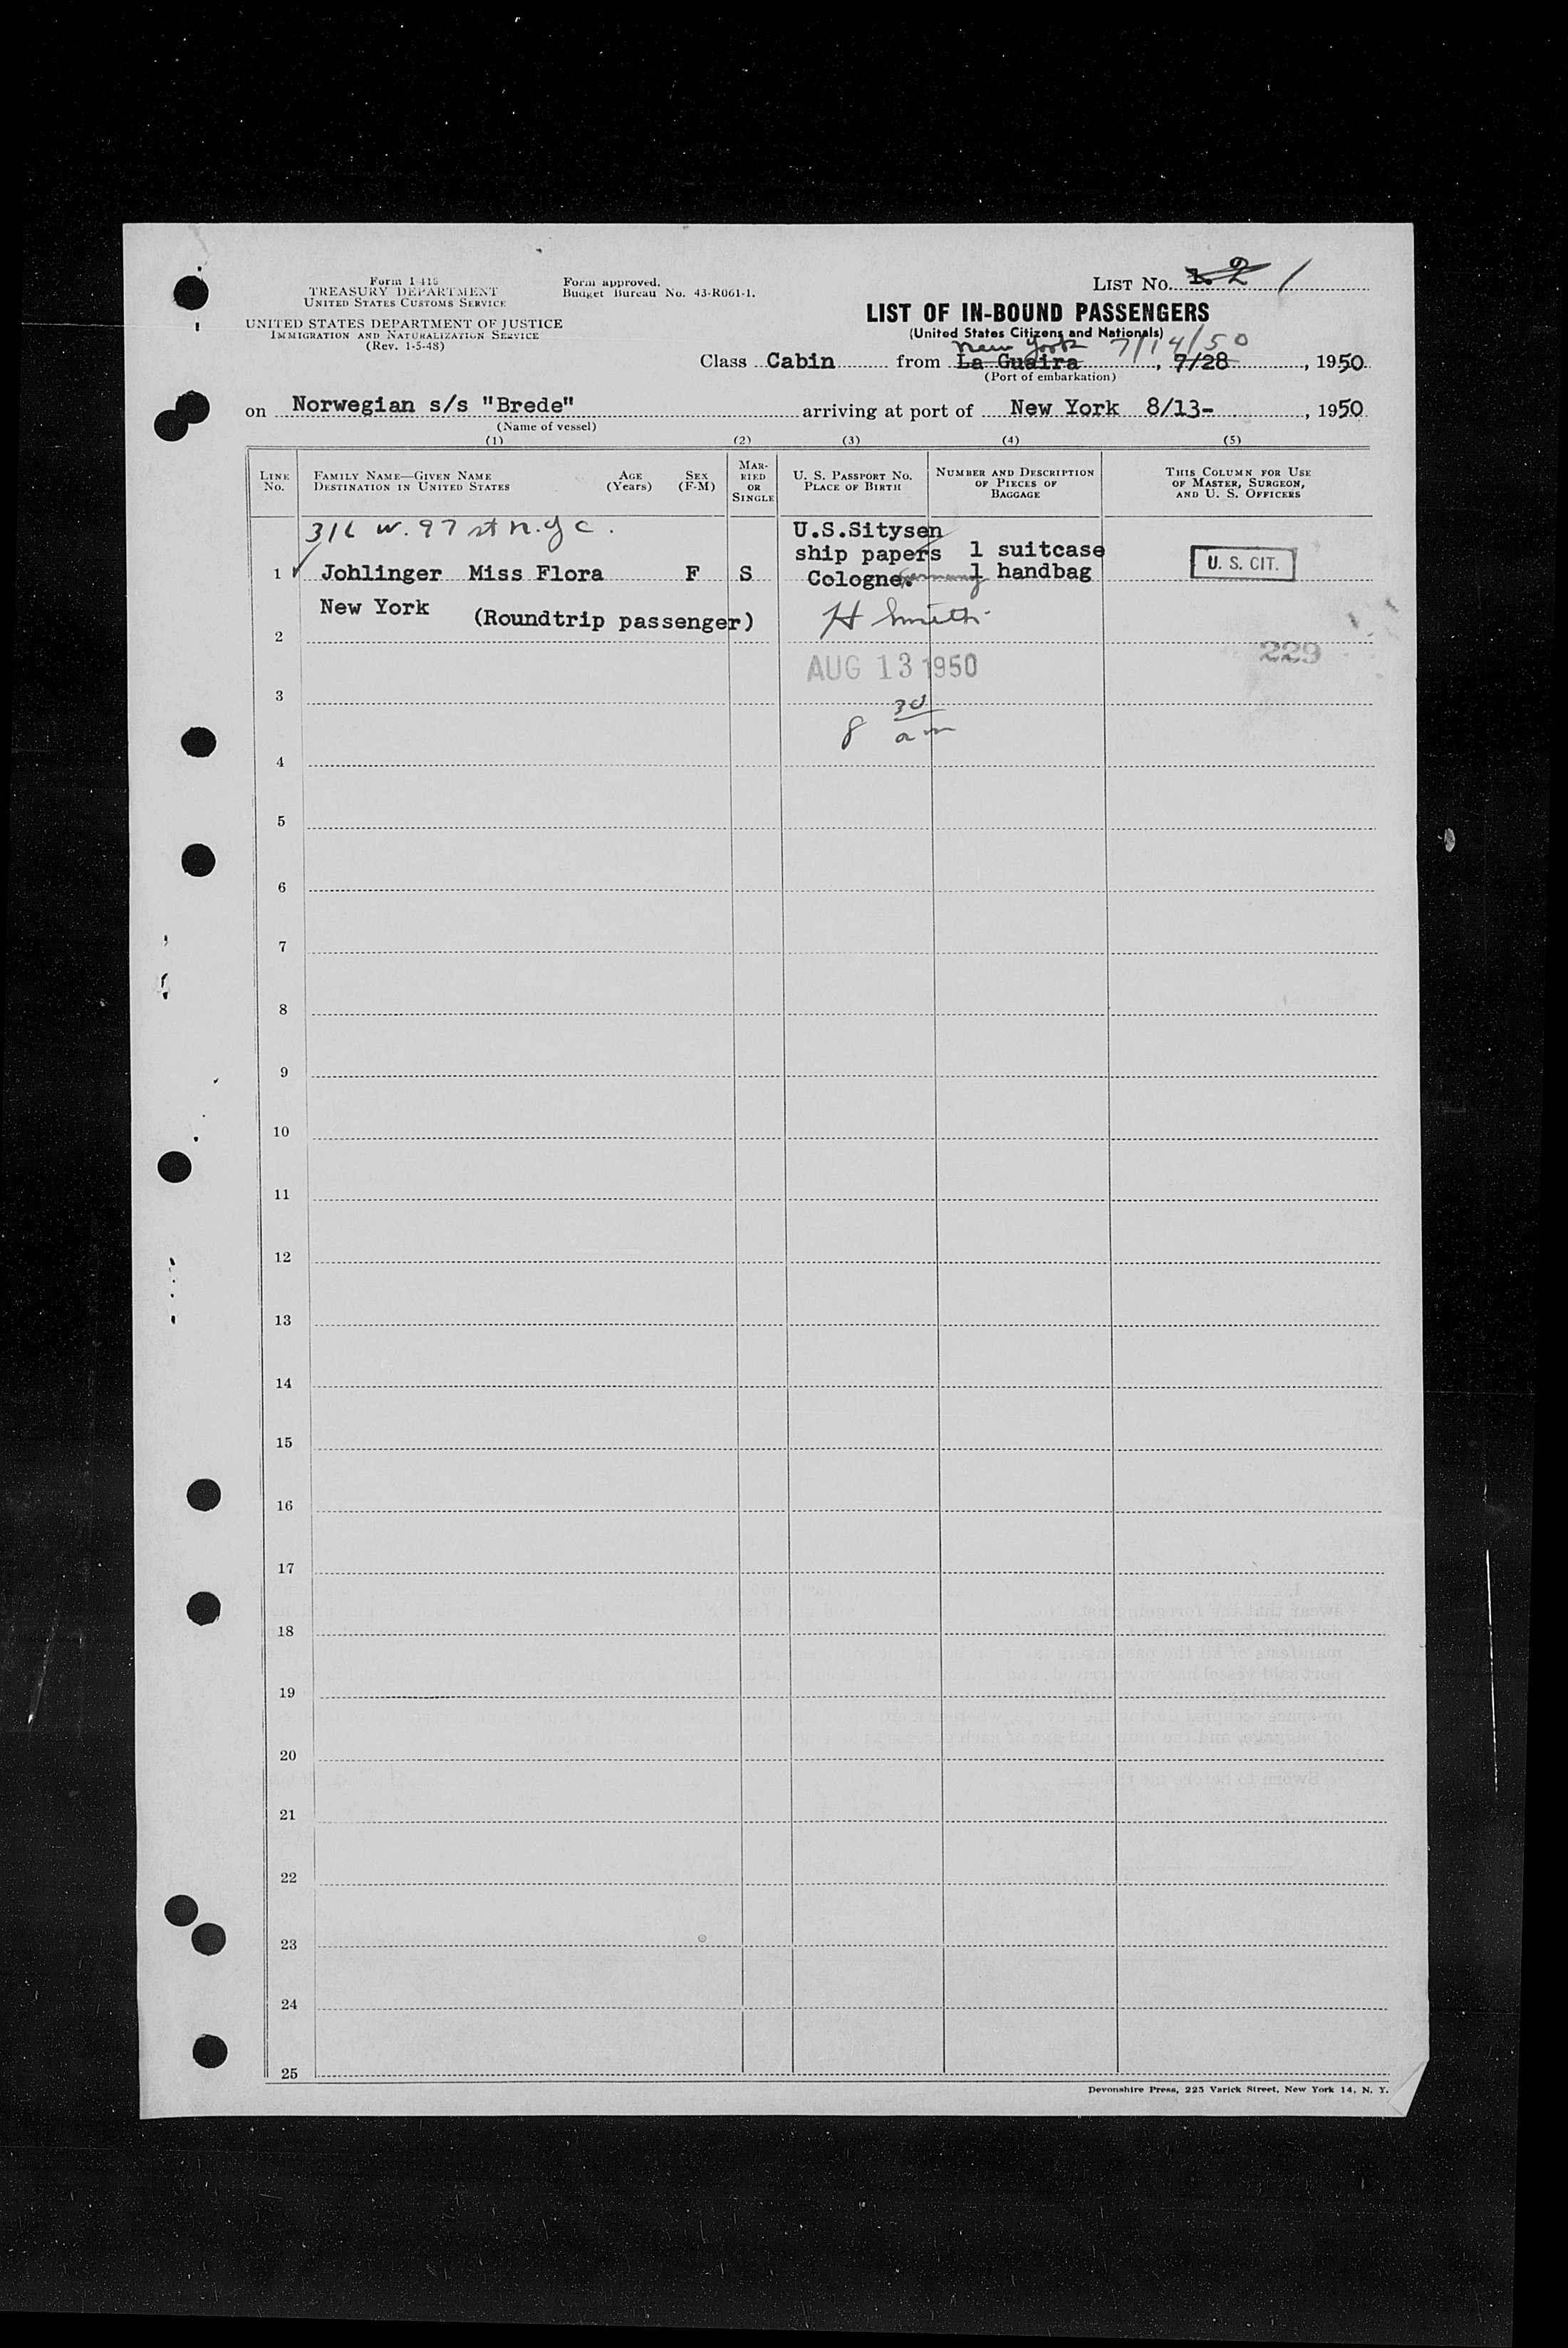 Form I-415
TREASURY DEPARTMENT
UNITED STATES CUSTOMS SERVICE
UNITED STATES DEPARTMENT OF JUSTICE
IMMIGRATION AND NATURALIZATION SERVICE
(Rev. 1-5-48)
Form approved.
Budget Bureau No. 43-R061-1.
LIST No. 1. 2 1
LIST OF IN-BOUND PASSENGERS
(United States Citizens and Nationals)
New York 7/14/50
Class Cabin from La Guaira, 7/28, 1950
(Port of embarkation)
on Norwegian s/s "Brede" arriving at port of New York 8/13-, 1950
(Name of vessel)
(1) (2) (3) (4) (5)
LINE No.
FAMILY NAME—GIVEN NAME
DESTINATION IN UNITED STATES
AGE (Years)
SEX (F-M)
MARRIED OR SINGLE
U. S. PASSPORT NO.
PLACE OF BIRTH
NUMBER AND DESCRIPTION OF PIECES OF BAGGAGE
THIS COLUMN FOR USE OF MASTER, SURGEON, AND U. S. OFFICERS
316 W. 97 st n.y c.
U.S.Sitysen
ship papers 1 suitcase
1 Johlinger Miss Flora F S Cologne. Germany 1 handbag U. S. CIT.
New York (Roundtrip passenger) H Smith
2
AUG 13 1950 229
3
8 30 am
4
5
6
7
8
9
10
11
12
13
14
15
16
17
18
19
20
21
22
23
24
25
Devonshire Press, 225 Varick Street, New York 14, N. Y.